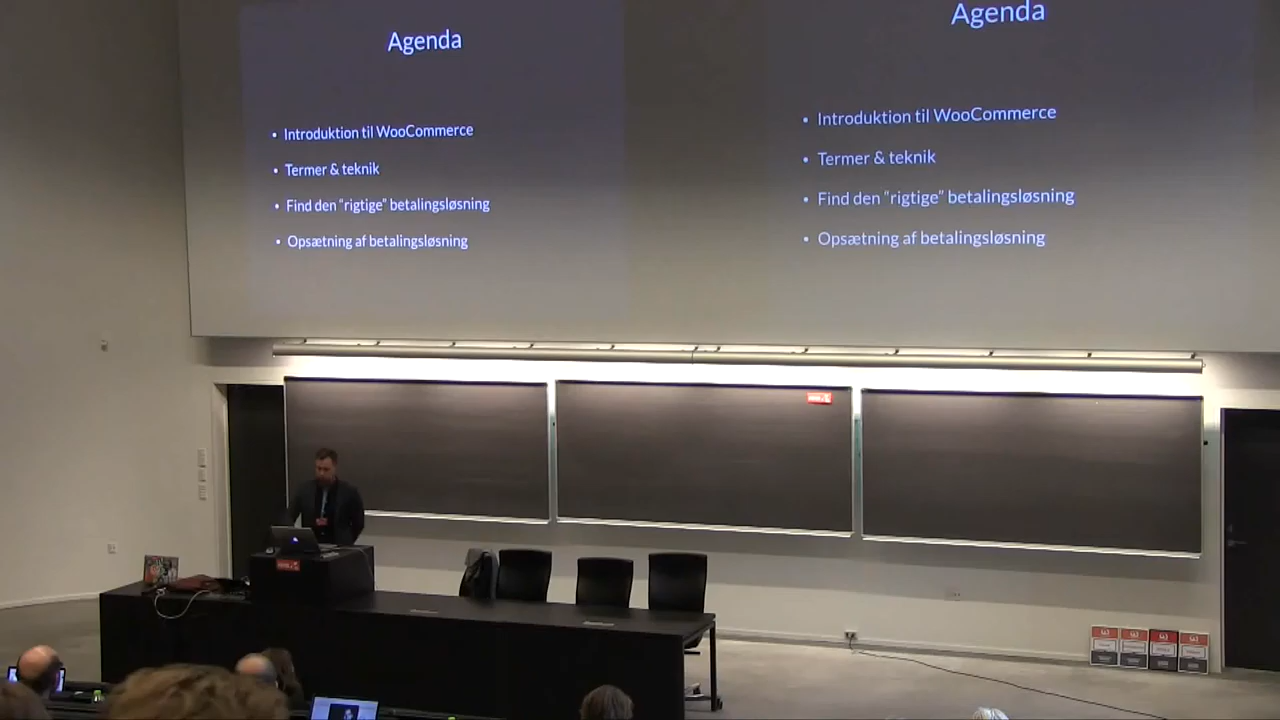 Agenda
• Introduktion til WooCommerce
• Termer & teknik
• Find den "rigtige" betalingsløsning
• Opsætning af betalingsløsning
Agenda
• Introduktion til WooCommerce
• Termer & teknik
• Find den "rigtige" betalingsløsning
• Opsætning af betalingsløsning